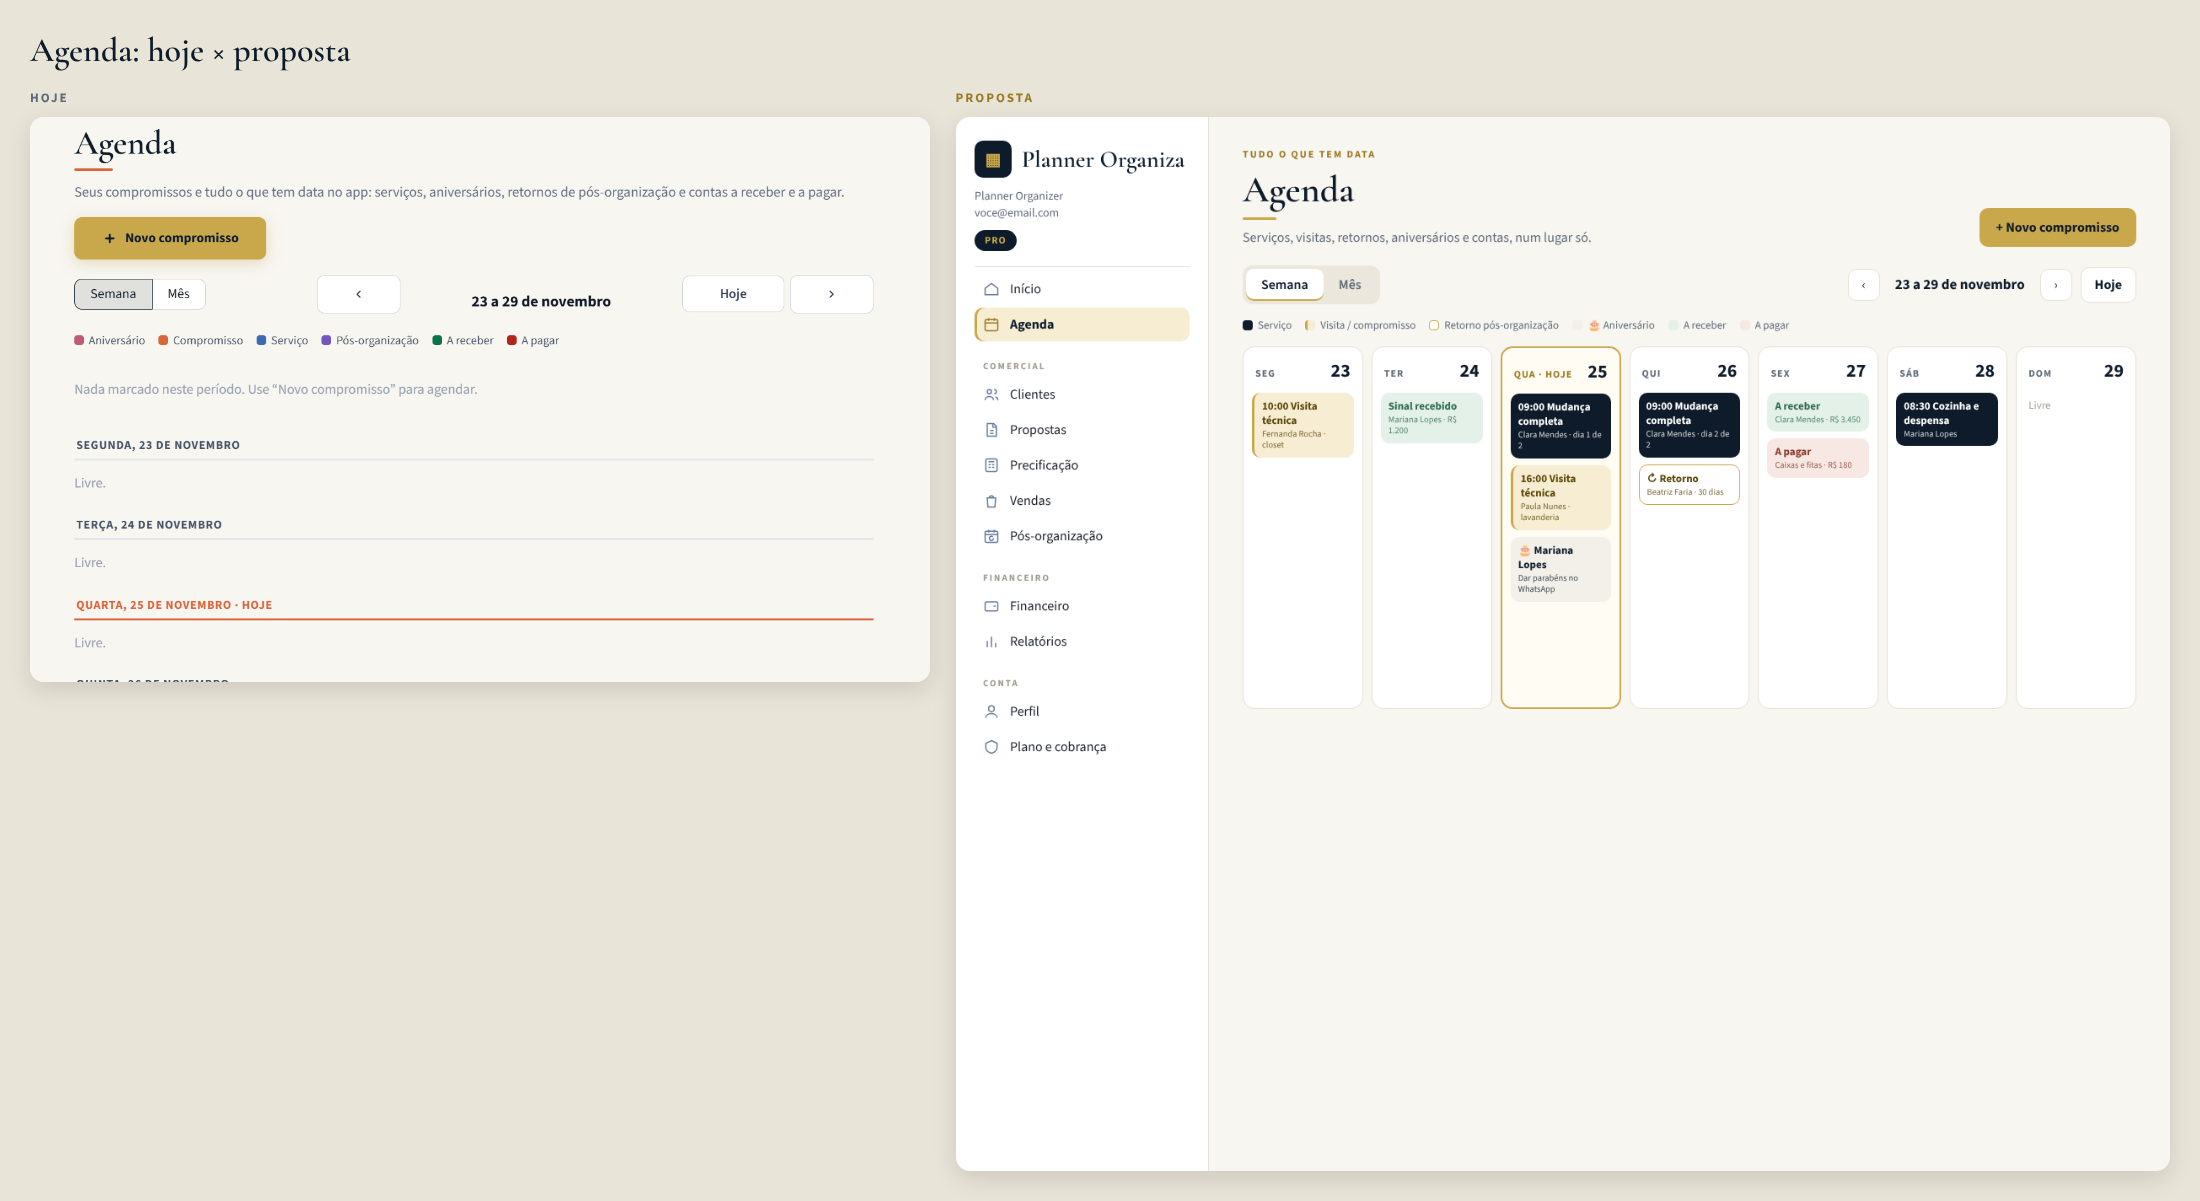 Agenda: hoje × proposta
HOJE
Agenda
Seus compromissos e tudo o que tem data no app: serviços, aniversários, retornos de pós-organização e contas a receber e a pagar.
+ Novo compromisso
Semana Mês ‹ 23 a 29 de novembro Hoje ›
Aniversário Compromisso Serviço Pós-organização A receber A pagar
Nada marcado neste período. Use “Novo compromisso” para agendar.
SEGUNDA, 23 DE NOVEMBRO
Livre.
TERÇA, 24 DE NOVEMBRO
Livre.
QUARTA, 25 DE NOVEMBRO · HOJE
Livre.
QUINTA, 26 DE NOVEMBRO
PROPOSTA
Planner Organiza
Planner Organizer
voce@email.com
PRO
Início
Agenda
COMERCIAL
Clientes
Propostas
Precificação
Vendas
Pós-organização
FINANCEIRO
Financeiro
Relatórios
CONTA
Perfil
Plano e cobrança
TUDO O QUE TEM DATA
Agenda
Serviços, visitas, retornos, aniversários e contas, num lugar só.
+ Novo compromisso
Semana Mês ‹ 23 a 29 de novembro › Hoje
Serviço Visita / compromisso Retorno pós-organização 🎂 Aniversário A receber A pagar
SEG 23
10:00 Visita
técnica
Fernanda Rocha ·
closet
TER 24
Sinal recebido
Mariana Lopes · R$
1.200
QUA · HOJE 25
09:00 Mudança
completa
Clara Mendes · dia 1 de
2
16:00 Visita
técnica
Paula Nunes ·
lavanderia
🎂 Mariana
Lopes
Dar parabéns no
WhatsApp
QUI 26
09:00 Mudança
completa
Clara Mendes · dia 2 de
2
↻ Retorno
Beatriz Faria · 30 dias
SEX 27
A receber
Clara Mendes · R$ 3.450
A pagar
Caixas e fitas · R$ 180
SÁB 28
08:30 Cozinha e
despensa
Mariana Lopes
DOM 29
Livre